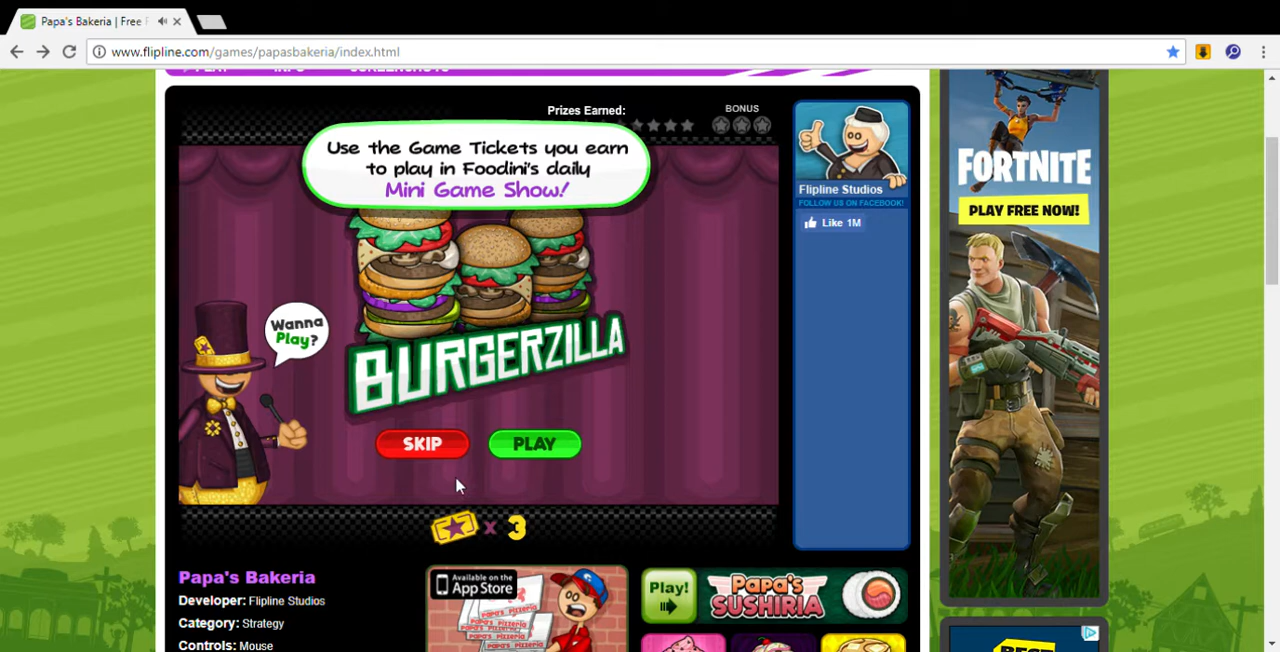 Papa's Bakeria | Free F
www.flipline.com/games/papasbakeria/index.html
Prizes Earned:
BONUS
Use the Game Tickets you earn
to play in Foodini's daily
Mini Game Show!
Wanna
Play?
BURGERZILLA
SKIP
PLAY
x 3
Flipline Studios
FOLLOW US ON FACEBOOK!
Like 1M
FORTNITE
PLAY FREE NOW!
Papa's Bakeria
Developer: Flipline Studios
Category: Strategy
Controls: Mouse
Available on the
App Store
Play!
Papa's
SUSHIRIA